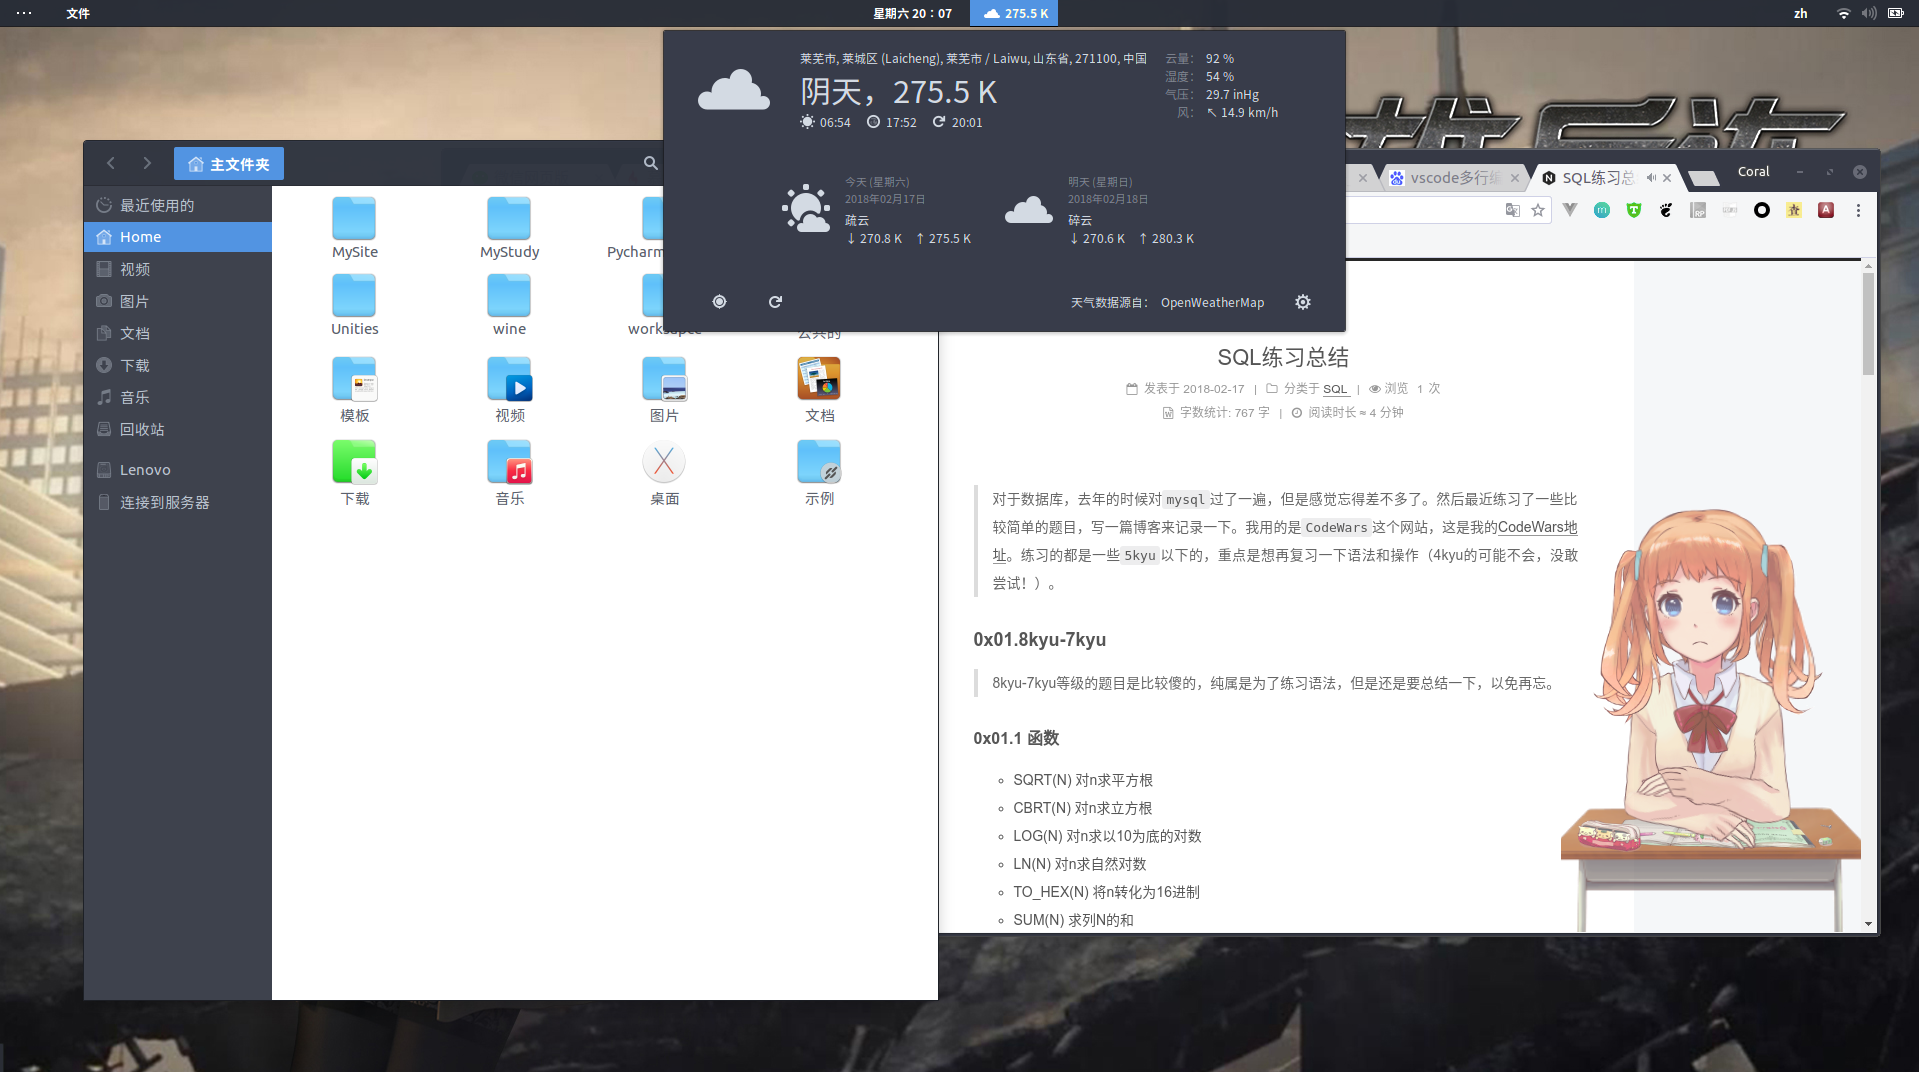 文件
星期六 20：07
275.5 K
zh
莱芜市, 莱城区 (Laicheng), 莱芜市 / Laiwu, 山东省, 271100, 中国
阴天，275.5 K
06:54 17:52 20:01
云量： 92 %
湿度： 54 %
气压： 29.7 inHg
风： ↖ 14.9 km/h
今天 (星期六)
2018年02月17日
疏云
↓ 270.8 K ↑ 275.5 K
明天 (星期日)
2018年02月18日
碎云
↓ 270.6 K ↑ 280.3 K
天气数据源自： OpenWeatherMap
主文件夹
最近使用的
Home
视频
图片
文档
下载
音乐
回收站
Lenovo
连接到服务器
MySite
MyStudy
Unities
wine
公共的
模板
视频
图片
文档
下载
音乐
桌面
示例
vscode多行
SQL练习总
Coral
SQL练习总结
发表于 2018-02-17 | 分类于 SQL | 浏览 1 次
字数统计: 767 字 | 阅读时长 ≈ 4 分钟
对于数据库，去年的时候对 mysql 过了一遍，但是感觉忘得差不多了。然后最近练习了一些比
较简单的题目，写一篇博客来记录一下。我用的是 CodeWars 这个网站，这是我的CodeWars地
址。练习的都是一些 5kyu 以下的，重点是想再复习一下语法和操作（4kyu的可能不会，没敢
尝试！）。
0x01.8kyu-7kyu
8kyu-7kyu等级的题目是比较傻的，纯属是为了练习语法，但是还是要总结一下，以免再忘。
0x01.1 函数
SQRT(N) 对n求平方根
CBRT(N) 对n求立方根
LOG(N) 对n求以10为底的对数
LN(N) 对n求自然对数
TO_HEX(N) 将n转化为16进制
SUM(N) 求列N的和